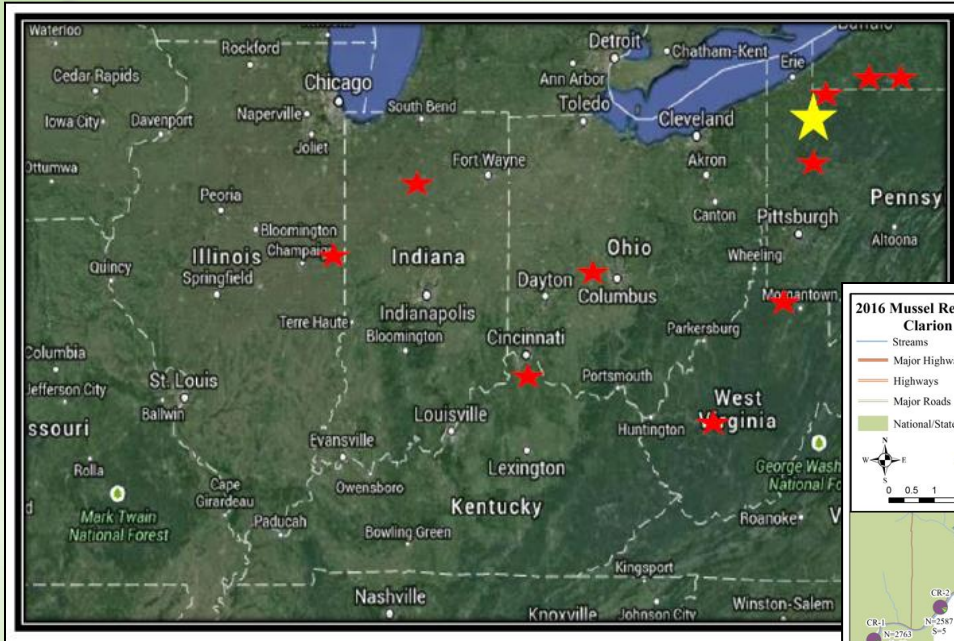 Waterloo
Rockford
Detroit
Chatham-Kent
Buffalo
Erie
Cedar Rapids
Chicago
Ann Arbor
Toledo
Iowa City
Davenport
Naperville
South Bend
Cleveland
Joliet
Ottumwa
Fort Wayne
Akron
Peoria
Pennsy
Canton
Pittsburgh
Bloomington
Illinois
Champaign
Indiana
Ohio
Wheeling
Altoona
Quincy
Springfield
Dayton
Columbus
Indianapolis
Morgantown,
Terre Haute
Bloomington
Cincinnati
Parkersburg
Columbia
Jefferson City
St. Louis
Portsmouth
West
Virginia
Ballwin
Louisville
Huntington
ssouri
Evansville
Lexington
George Wash
National Fo
Rolla
Owensboro
Cape
Girardeau
Kentucky
Mark Twain
National Forest
Paducah
Roanoke
V
Bowling Green
Kingsport
Nashville
Knoxville
Johnson City
Winston-Salem
2016 Mussel Re
Clarion
Streams
Major Highw
Highways
Major Roads
National/State
N
W
E
S
0 0.5 1
CR-2
N=2587
S=5
CR-1
N=2763